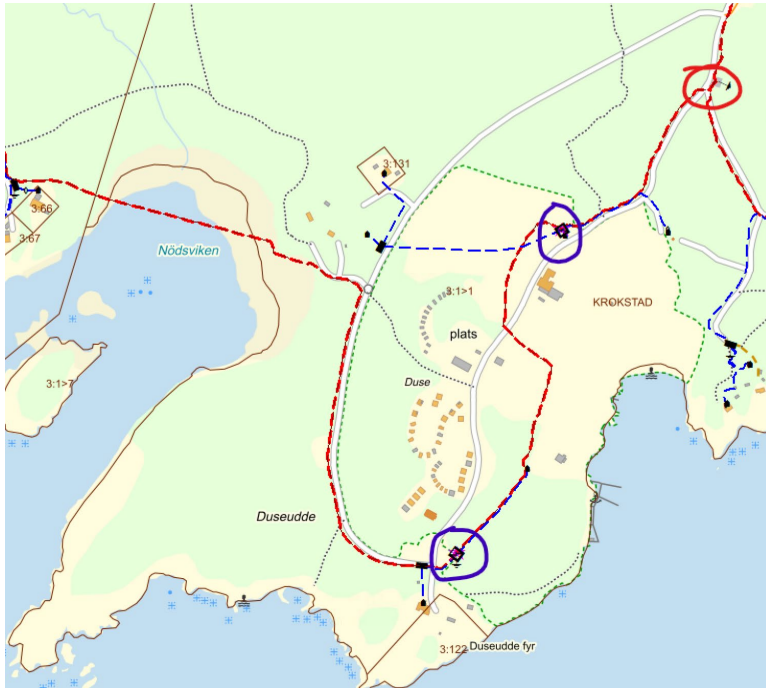 3:131
3:66
3:67
Nödsviken
3:1>1
KROKSTAD
plats
3:1>7
Duse
Duseudde
3:122
Duseudde fyr